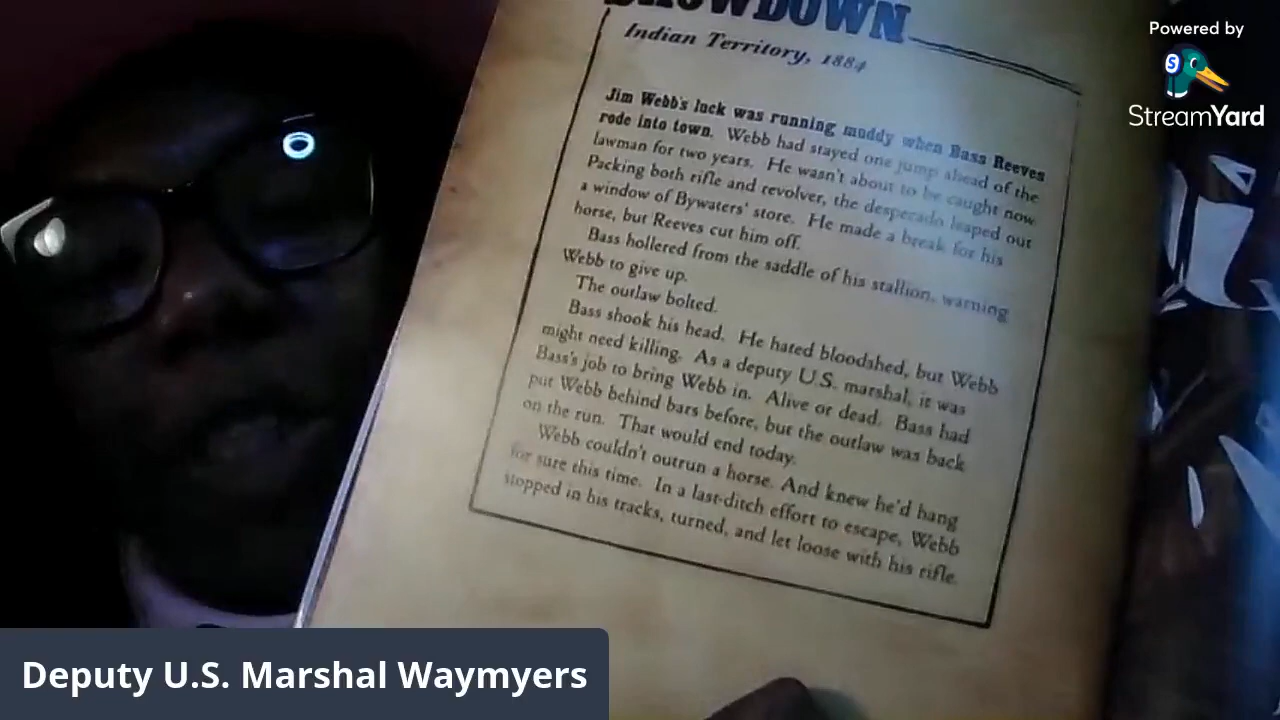 SHOWDOWN
Indian Territory, 1884
Jim Webb's luck was running muddy when Bass Reeves
rode into town. Webb had stayed one jump ahead of the
lawman for two years. He wasn't about to be caught now.
Packing both rifle and revolver, the desperado leaped out
a window of Bywaters' store. He made a break for his
horse, but Reeves cut him off.
Bass hollered from the saddle of his stallion, warning
Webb to give up.
The outlaw bolted.
Bass shook his head. He hated bloodshed, but Webb
might need killing. As a deputy U.S. marshal, it was
Bass's job to bring Webb in. Alive or dead. Bass had
put Webb behind bars before, but the outlaw was back
on the run. That would end today.
Webb couldn't outrun a horse. And knew he'd hang
for sure this time. In a last-ditch effort to escape, Webb
stopped in his tracks, turned, and let loose with his rifle.
Powered by
StreamYard
Deputy U.S. Marshal Waymyers